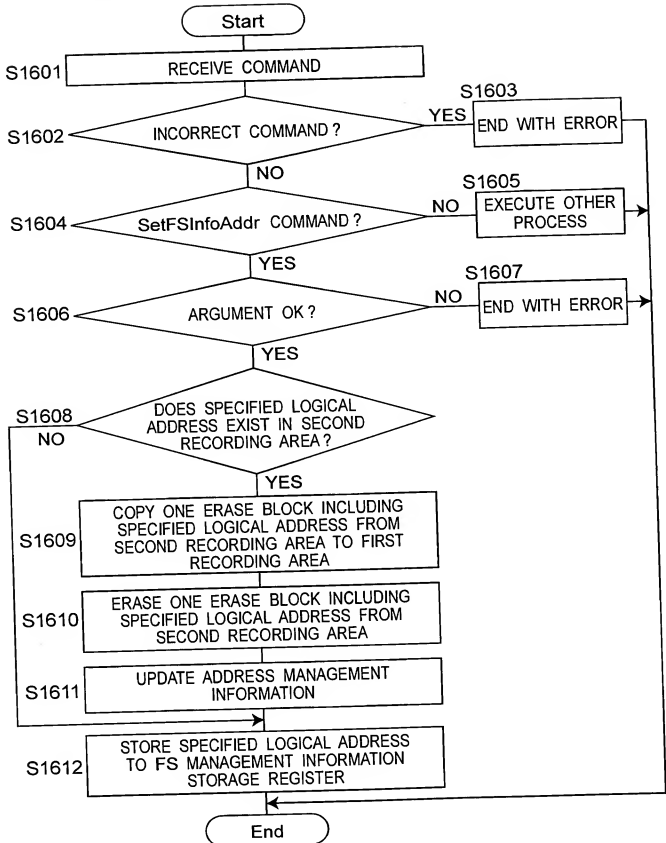 Start
S1601
RECEIVE COMMAND
S1602
INCORRECT COMMAND ?
YES
S1603
END WITH ERROR
NO
S1604
SetFSInfoAddr COMMAND ?
NO
S1605
EXECUTE OTHER
PROCESS
YES
S1606
ARGUMENT OK ?
NO
S1607
END WITH ERROR
YES
S1608
NO
DOES SPECIFIED LOGICAL
ADDRESS EXIST IN SECOND
RECORDING AREA ?
YES
S1609
COPY ONE ERASE BLOCK INCLUDING
SPECIFIED LOGICAL ADDRESS FROM
SECOND RECORDING AREA TO FIRST
RECORDING AREA
S1610
ERASE ONE ERASE BLOCK INCLUDING
SPECIFIED LOGICAL ADDRESS FROM
SECOND RECORDING AREA
S1611
UPDATE ADDRESS MANAGEMENT
INFORMATION
S1612
STORE SPECIFIED LOGICAL ADDRESS
TO FS MANAGEMENT INFORMATION
STORAGE REGISTER
End